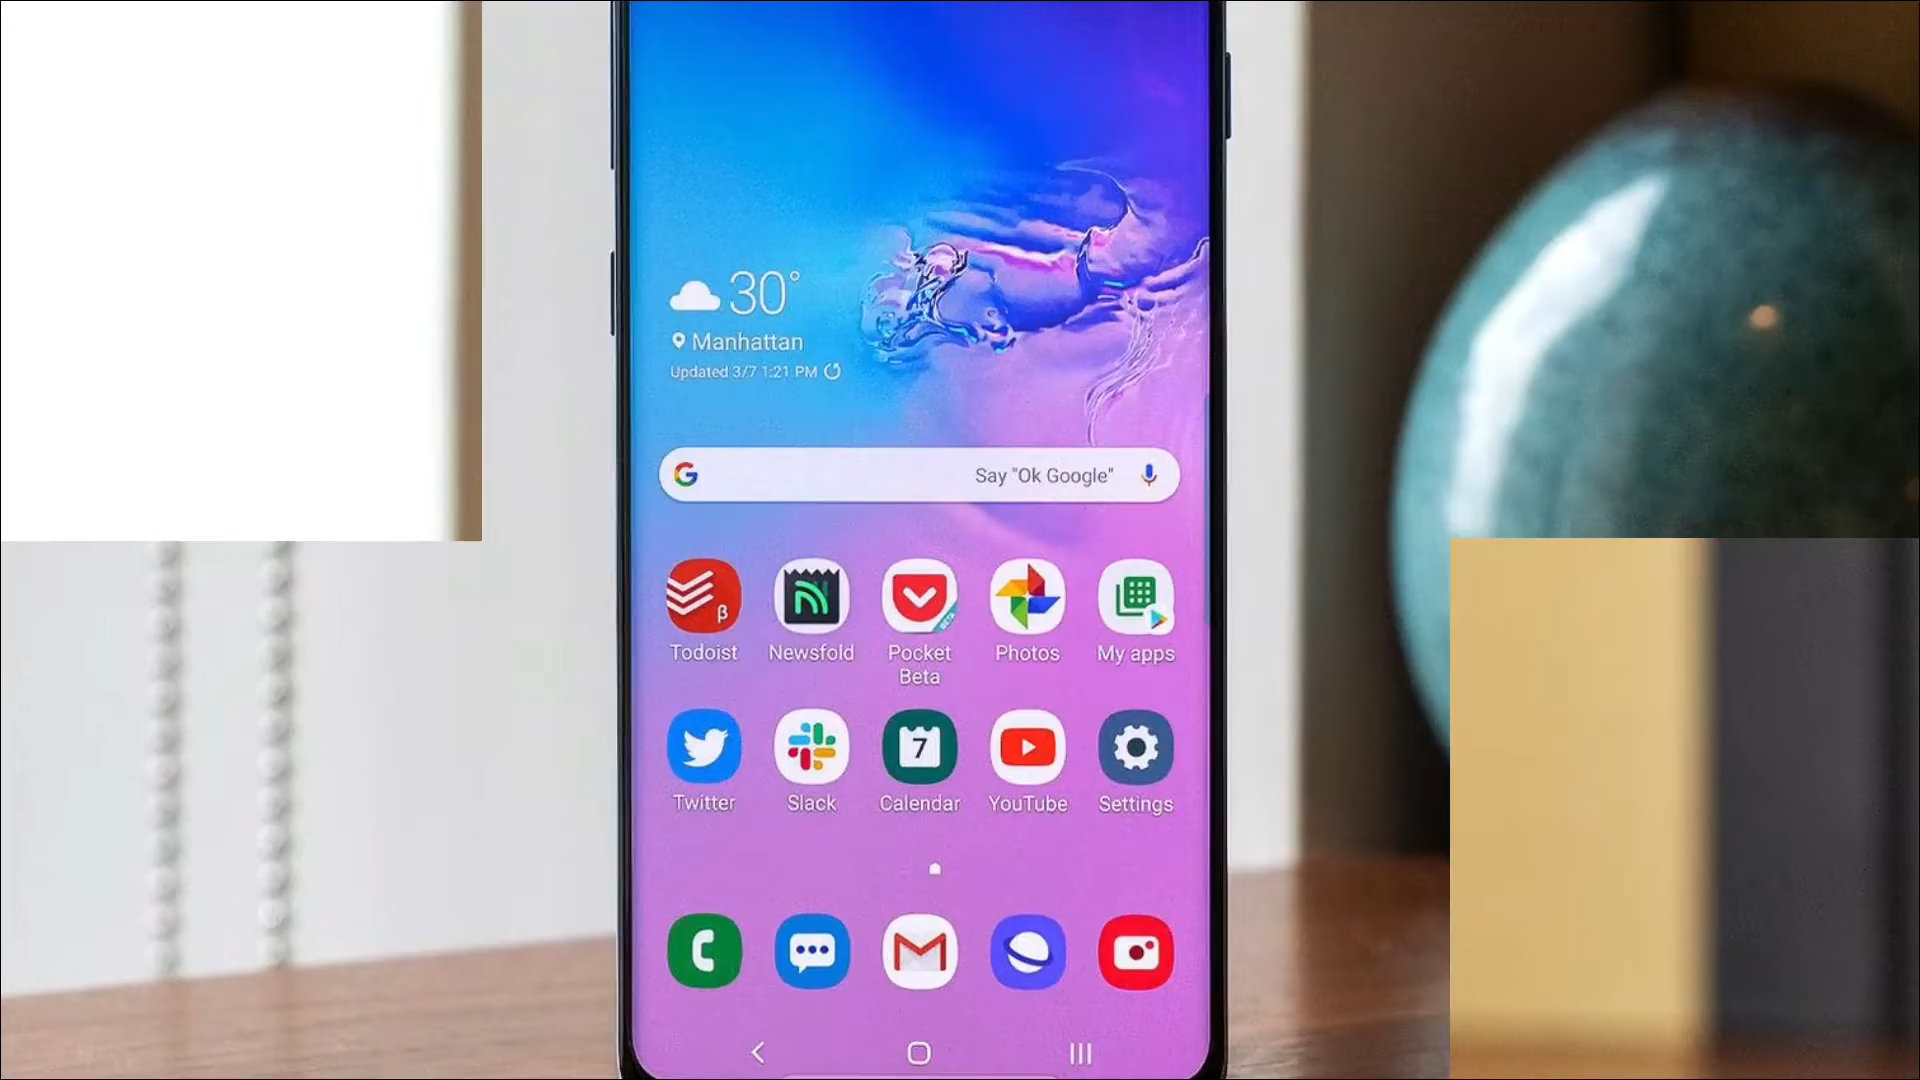 30°
Manhattan
Updated 3/7 1:21 PM
G Say "Ok Google"
β
BETA
Todoist Newsfold Pocket Beta Photos My apps
7
Twitter Slack Calendar YouTube Settings
M